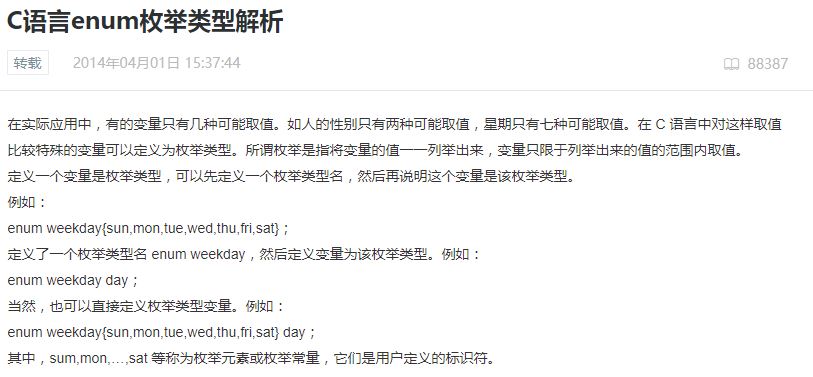 C语言enum枚举类型解析
转载 2014年04月01日 15:37:44 88387
在实际应用中，有的变量只有几种可能取值。如人的性别只有两种可能取值，星期只有七种可能取值。在 C 语言中对这样取值
比较特殊的变量可以定义为枚举类型。所谓枚举是指将变量的值一一列举出来，变量只限于列举出来的值的范围内取值。
定义一个变量是枚举类型，可以先定义一个枚举类型名，然后再说明这个变量是该枚举类型。
例如：
enum weekday{sun,mon,tue,wed,thu,fri,sat}；
定义了一个枚举类型名 enum weekday，然后定义变量为该枚举类型。例如：
enum weekday day；
当然，也可以直接定义枚举类型变量。例如：
enum weekday{sun,mon,tue,wed,thu,fri,sat} day；
其中，sum,mon,…,sat 等称为枚举元素或枚举常量，它们是用户定义的标识符。